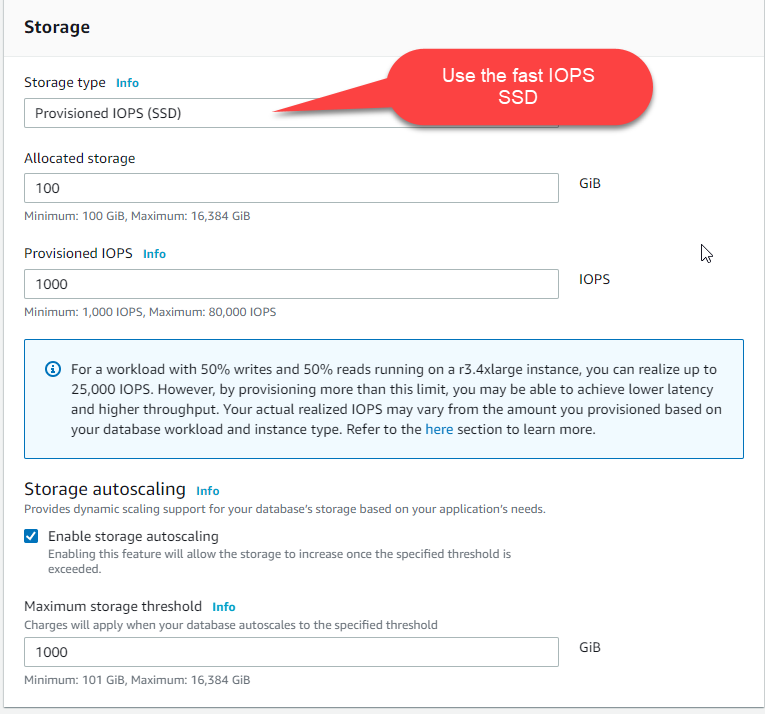 Storage
Storage type Info
Use the fast IOPS
SSD
Provisioned IOPS (SSD)
Allocated storage
100
GiB
Minimum: 100 GiB, Maximum: 16,384 GiB
Provisioned IOPS Info
1000
IOPS
Minimum: 1,000 IOPS, Maximum: 80,000 IOPS
For a workload with 50% writes and 50% reads running on a r3.4xlarge instance, you can realize up to
25,000 IOPS. However, by provisioning more than this limit, you may be able to achieve lower latency
and higher throughput. Your actual realized IOPS may vary from the amount you provisioned based on
your database workload and instance type. Refer to the here section to learn more.
Storage autoscaling Info
Provides dynamic scaling support for your database's storage based on your application's needs.
Enable storage autoscaling
Enabling this feature will allow the storage to increase once the specified threshold is
exceeded.
Maximum storage threshold Info
Charges will apply when your database autoscales to the specified threshold
1000
GiB
Minimum: 101 GiB, Maximum: 16,384 GiB